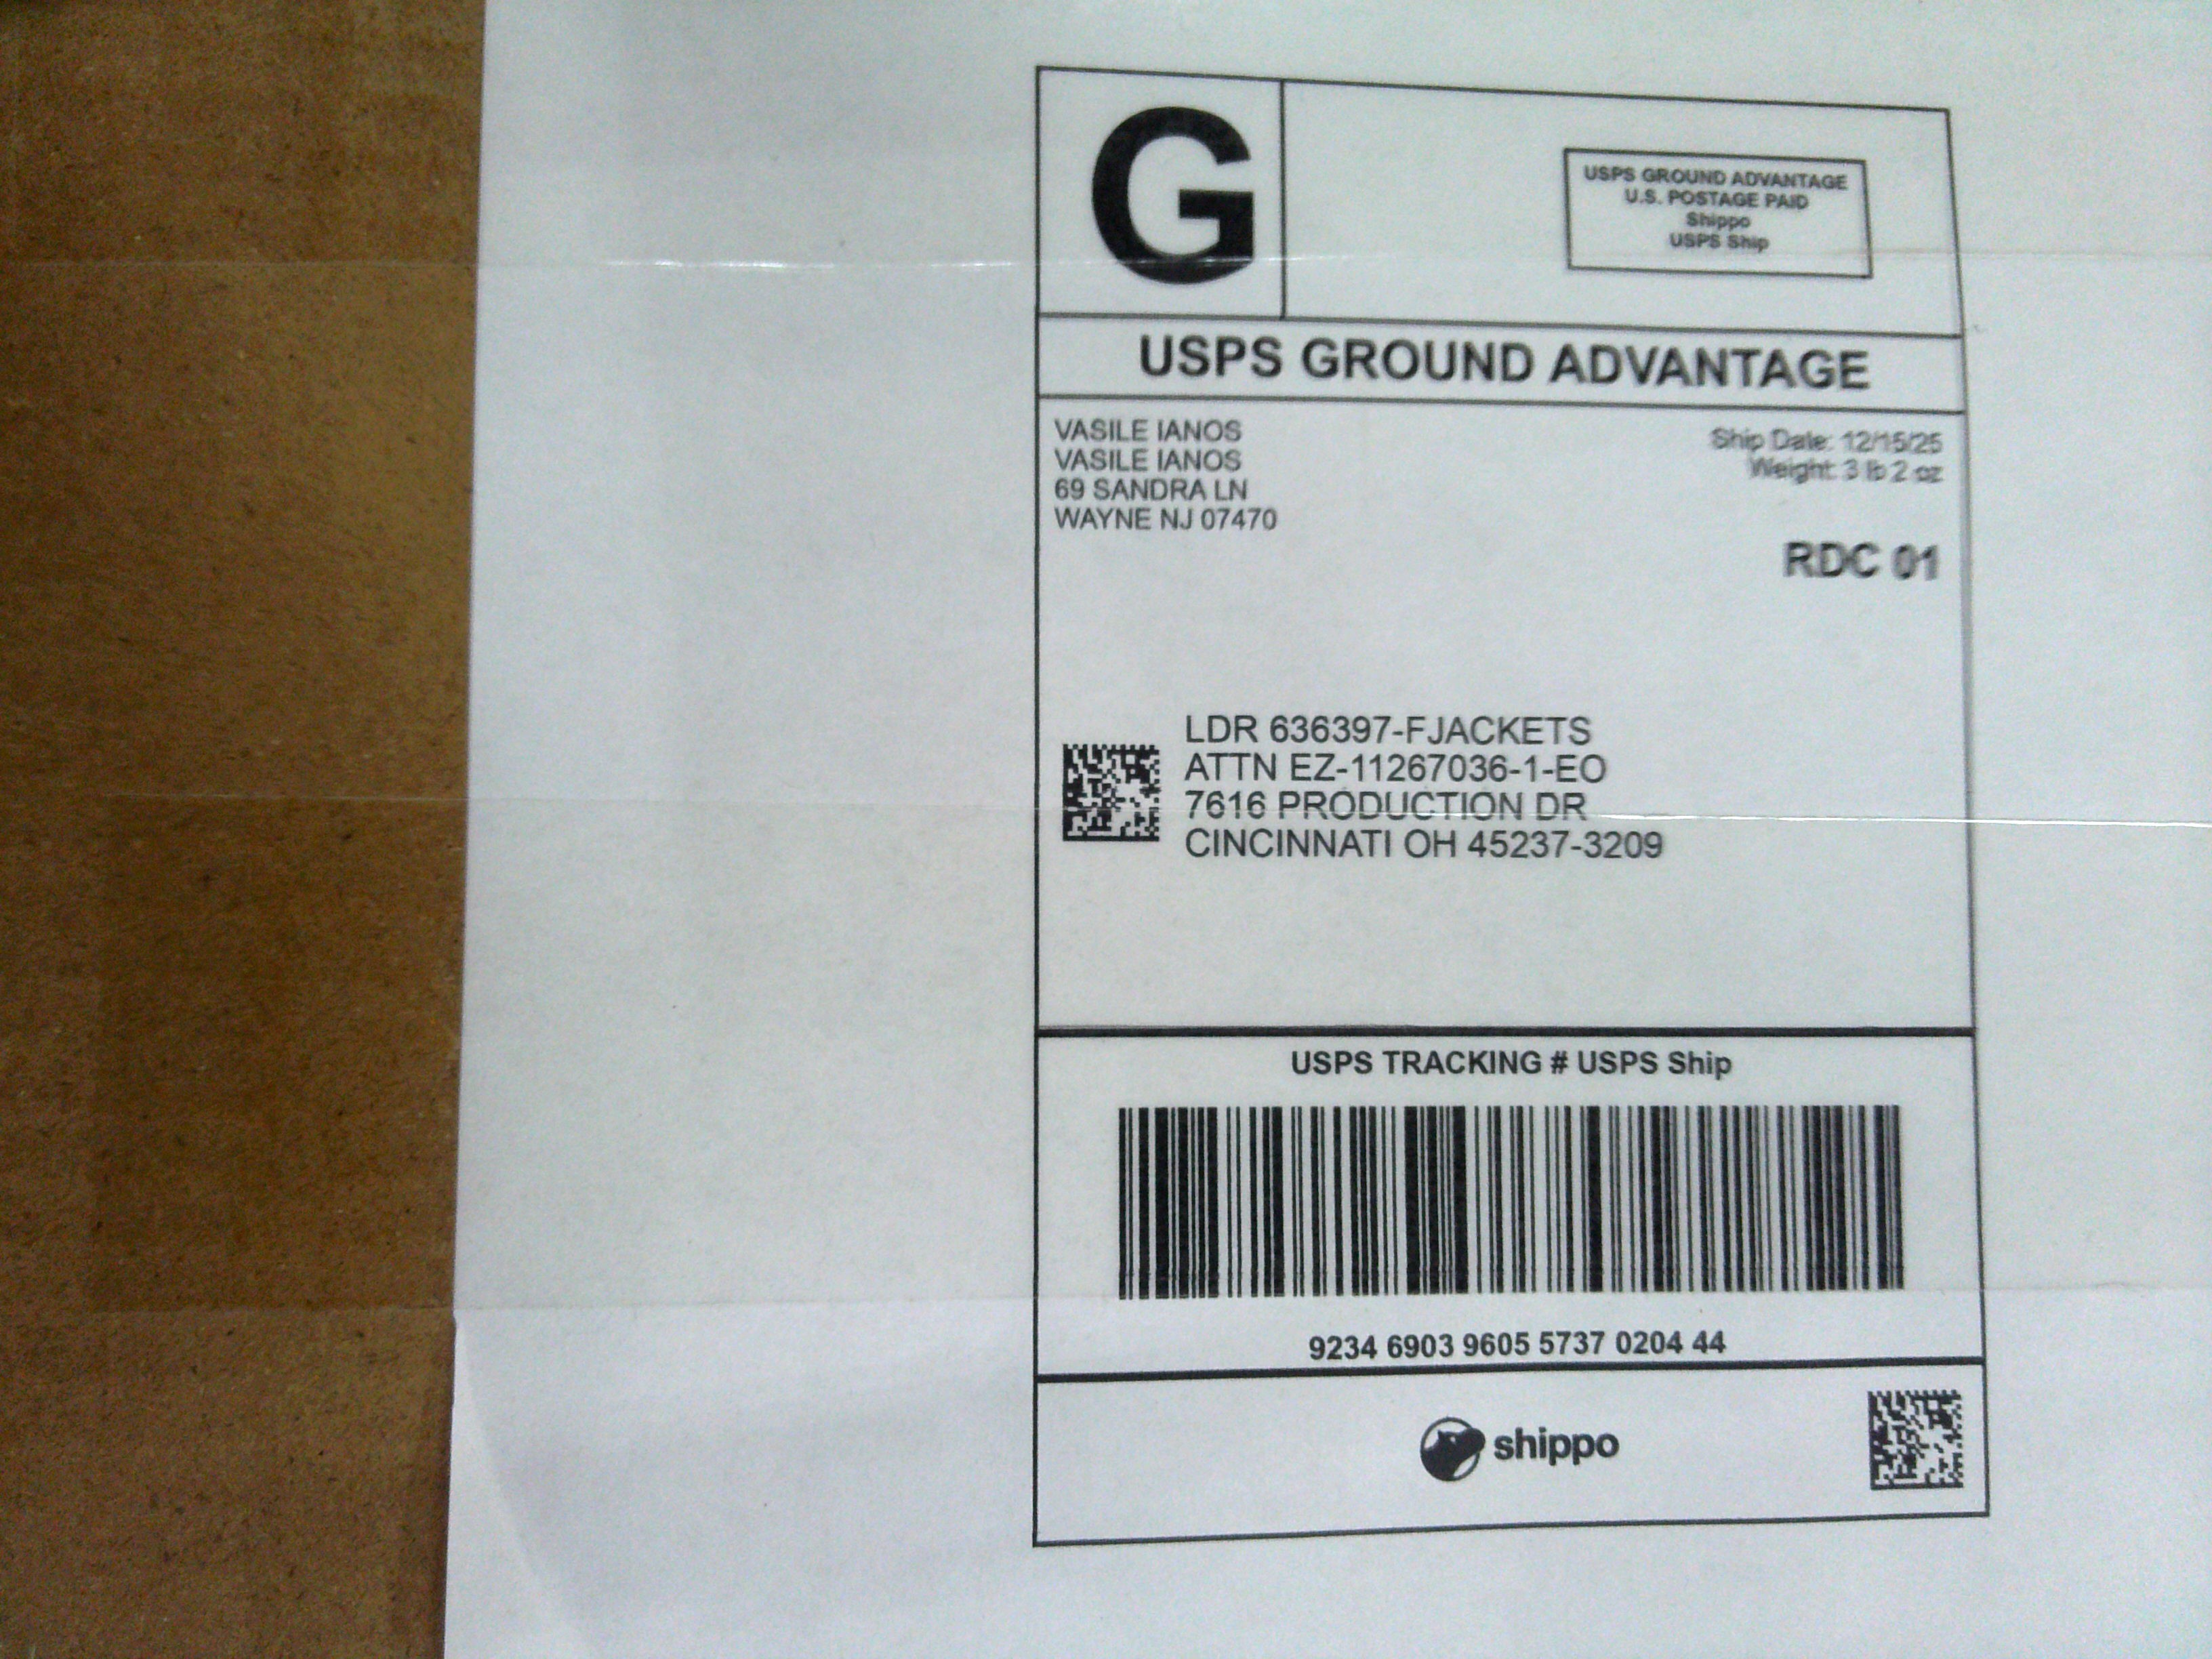 G
USPS GROUND ADVANTAGE
U.S. POSTAGE PAID
Shippo
USPS Ship
USPS GROUND ADVANTAGE
VASILE IANOS
VASILE IANOS
69 SANDRA LN
WAYNE NJ 07470
Ship Date: 12/15/25
Weight: 3 lb 2 oz
RDC 01
LDR 636397-FJACKETS
ATTN EZ-11267036-1-EO
7616 PRODUCTION DR
CINCINNATI OH 45237-3209
USPS TRACKING # USPS Ship
9234 6903 9605 5737 0204 44
shippo